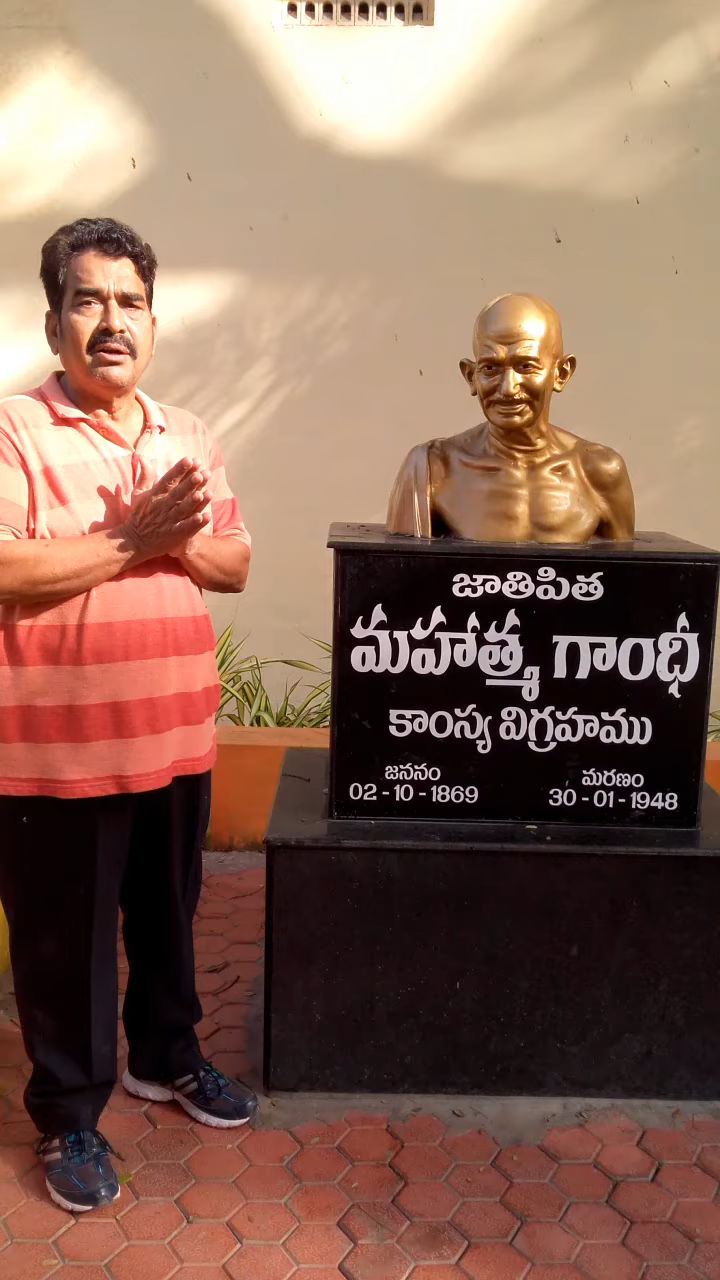 జాతిపిత
మహాత్మ గాంధీ
కాంస్య విగ్రహము
జననం మరణం
02 - 10 - 1869 30 - 01 - 1948